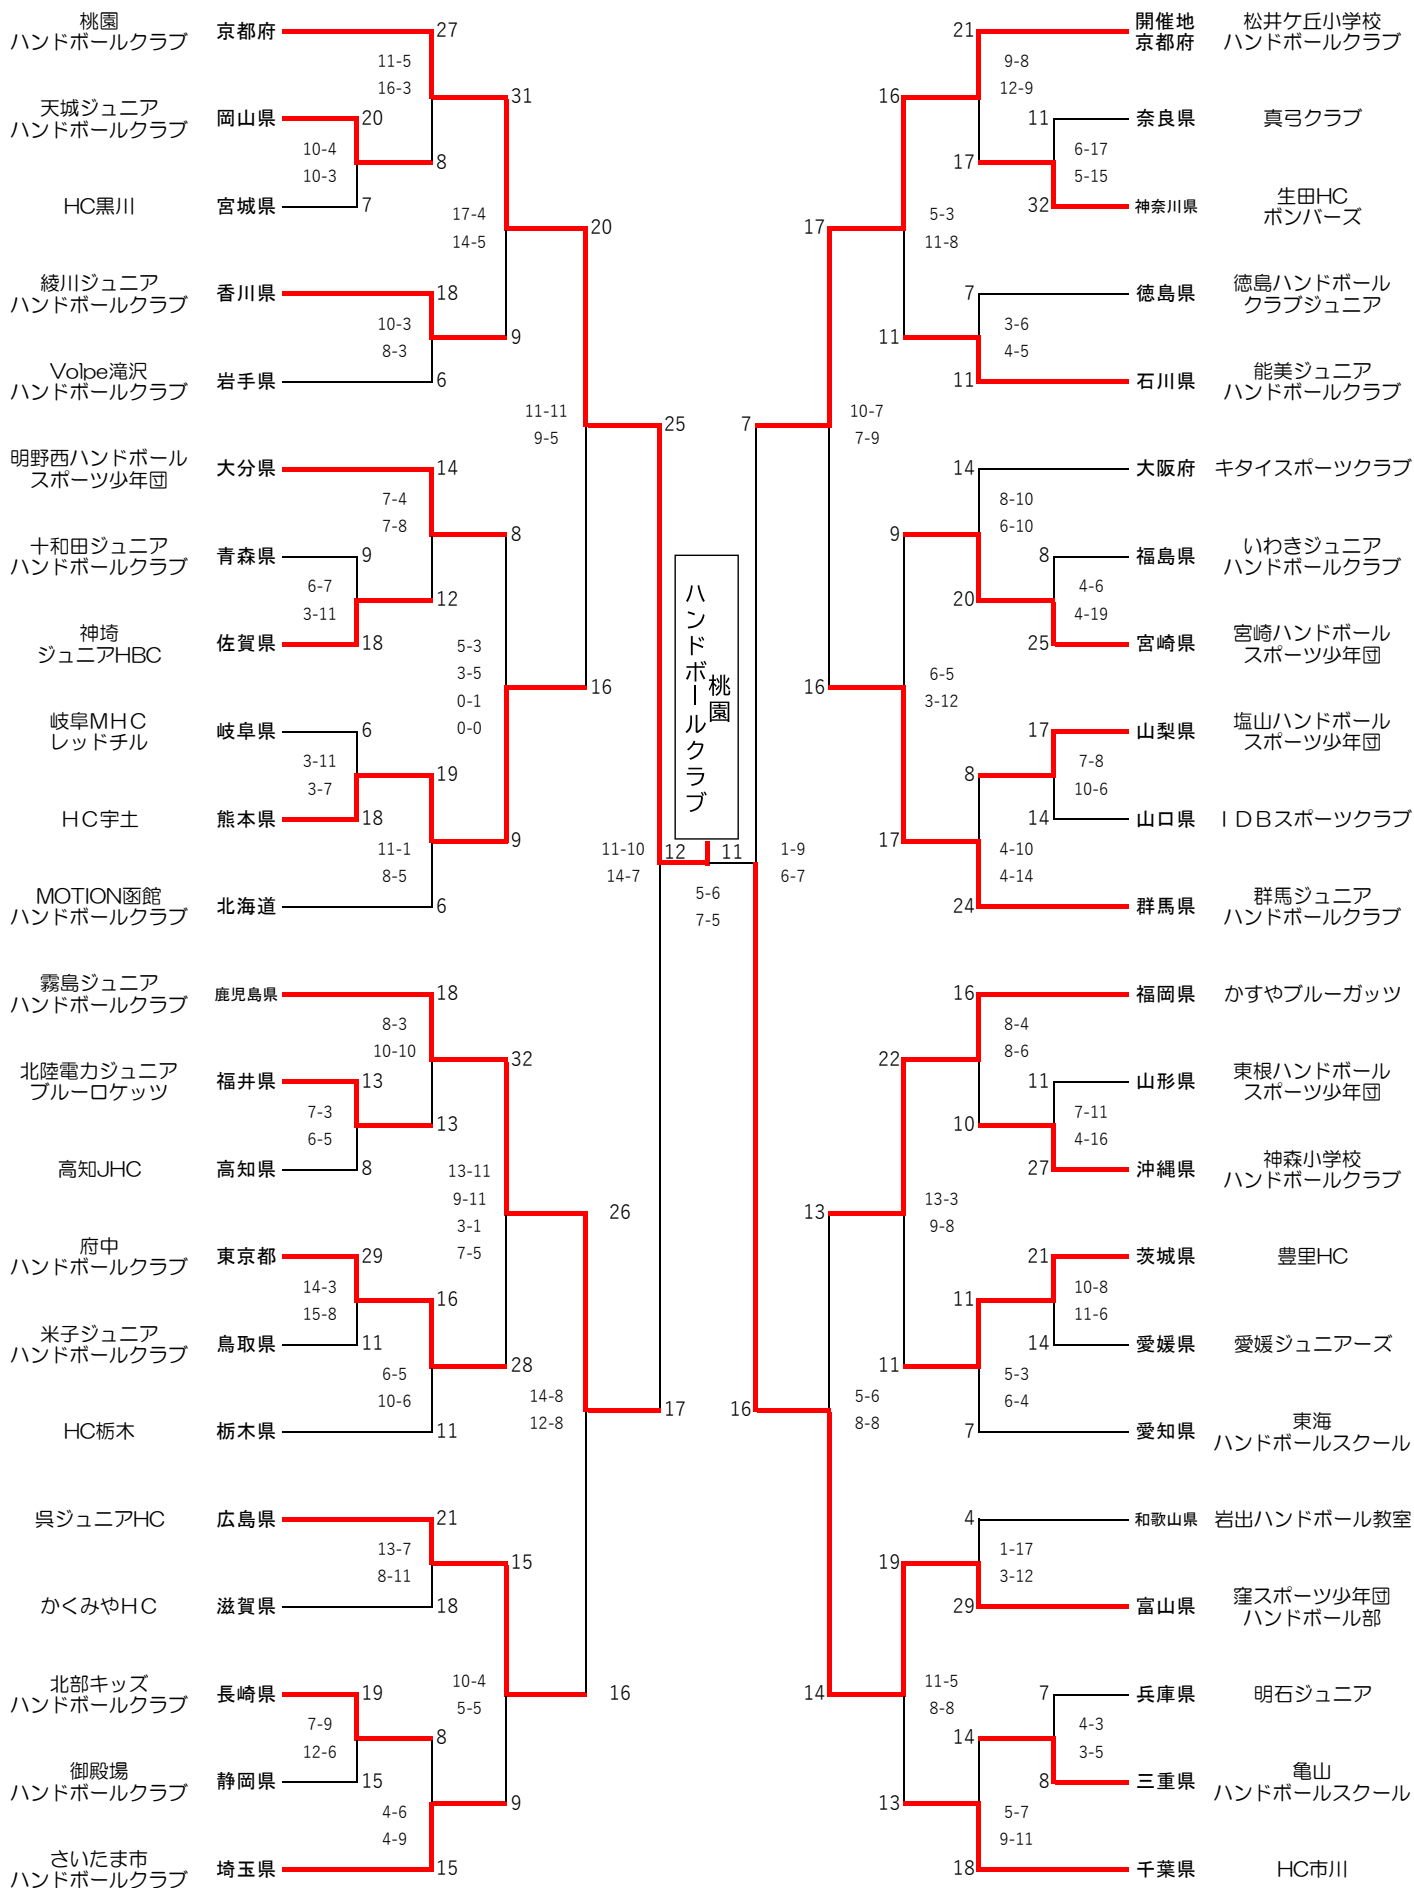 桃園
ハンドボールクラブ
京都府
27
11-5
16-3
31
天城ジュニア
ハンドボールクラブ
岡山県
20
10-4
10-3
8
HC黒川
宮城県
7
17-4
14-5
20
綾川ジュニア
ハンドボールクラブ
香川県
18
10-3
8-3
9
Volpe滝沢
ハンドボールクラブ
岩手県
6
11-11
9-5
25
明野西ハンドボール
スポーツ少年団
大分県
14
7-4
7-8
8
十和田ジュニア
ハンドボールクラブ
青森県
9
6-7
3-11
12
神埼
ジュニアHBC
佐賀県
18
5-3
3-5
0-1
0-0
16
岐阜MHC
レッドチル
岐阜県
6
3-11
3-7
19
HC宇土
熊本県
18
11-1
8-5
9
MOTION函館
ハンドボールクラブ
北海道
6
11-10
14-7
12
霧島ジュニア
ハンドボールクラブ
鹿児島県
18
8-3
10-10
32
北陸電力ジュニア
ブルーロケッツ
福井県
13
7-3
6-5
13
高知JHC
高知県
8
13-11
9-11
3-1
7-5
26
府中
ハンドボールクラブ
東京都
29
14-3
15-8
16
米子ジュニア
ハンドボールクラブ
鳥取県
11
6-5
10-6
28
HC栃木
栃木県
11
14-8
12-8
17
呉ジュニアHC
広島県
21
13-7
8-11
15
かくみやHC
滋賀県
18
10-4
5-5
16
北部キッズ
ハンドボールクラブ
長崎県
19
7-9
12-6
8
御殿場
ハンドボールクラブ
静岡県
15
4-6
4-9
9
さいたま市
ハンドボールクラブ
埼玉県
15
桃園
ハンドボールクラブ
5-6
7-5
11
21
開催地
京都府
松井ケ丘小学校
ハンドボールクラブ
9-8
12-9
16
11
奈良県
真弓クラブ
6-17
5-15
17
32
神奈川県
生田HC
ボンバーズ
5-3
11-8
17
7
徳島県
徳島ハンドボール
クラブジュニア
3-6
4-5
11
11
石川県
能美ジュニア
ハンドボールクラブ
10-7
7-9
7
14
大阪府
キタイスポーツクラブ
8-10
6-10
9
8
福島県
いわきジュニア
ハンドボールクラブ
4-6
4-19
20
25
宮崎県
宮崎ハンドボール
スポーツ少年団
6-5
3-12
16
17
山梨県
塩山ハンドボール
スポーツ少年団
7-8
10-6
8
14
山口県
IDBスポーツクラブ
4-10
4-14
17
24
群馬県
群馬ジュニア
ハンドボールクラブ
1-9
6-7
16
福岡県
かすやブルーガッツ
8-4
8-6
22
11
山形県
東根ハンドボール
スポーツ少年団
7-11
4-16
10
27
沖縄県
神森小学校
ハンドボールクラブ
13-3
9-8
13
21
茨城県
豊里HC
10-8
11-6
11
14
愛媛県
愛媛ジュニアーズ
5-3
6-4
11
7
愛知県
東海
ハンドボールスクール
5-6
8-8
16
4
和歌山県
岩出ハンドボール教室
1-17
3-12
19
29
富山県
窪スポーツ少年団
ハンドボール部
11-5
8-8
14
7
兵庫県
明石ジュニア
4-3
3-5
14
8
三重県
亀山
ハンドボールスクール
5-7
9-11
13
18
千葉県
HC市川